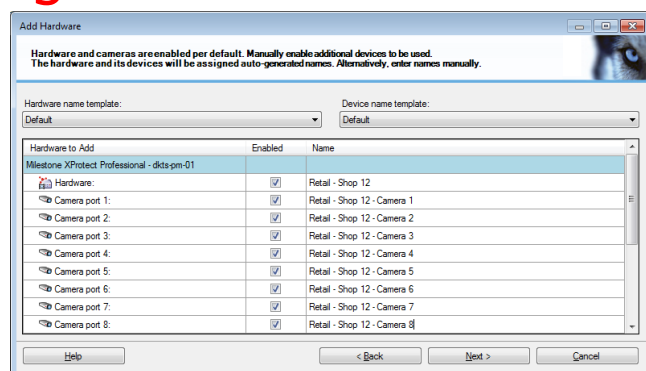 Add Hardware
Hardware and cameras are enabled per default. Manually enable additional devices to be used.
The hardware and its devices will be assigned auto-generated names. Alternatively, enter names manually.
Hardware name template: Device name template:
Default Default
Hardware to Add Enabled Name
Milestone XProtect Professional - dkts-pm-01
Hardware: Retail - Shop 12
Camera port 1: Retail - Shop 12 - Camera 1
Camera port 2: Retail - Shop 12 - Camera 2
Camera port 3: Retail - Shop 12 - Camera 3
Camera port 4: Retail - Shop 12 - Camera 4
Camera port 5: Retail - Shop 12 - Camera 5
Camera port 6: Retail - Shop 12 - Camera 6
Camera port 7: Retail - Shop 12 - Camera 7
Camera port 8: Retail - Shop 12 - Camera 8
Help < Back Next > Cancel